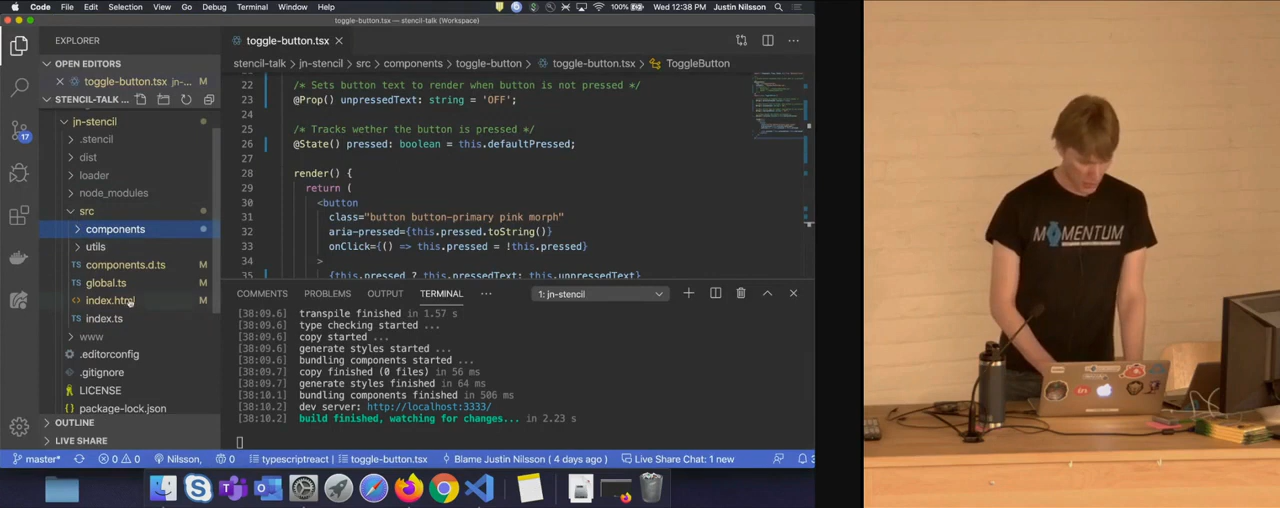 Code File Edit Selection View Go Debug Terminal Window Help 100% Wed 12:38 PM Justin Nilsson
toggle-button.tsx — stencil-talk (Workspace)
EXPLORER
OPEN EDITORS
toggle-button.tsx jn-... M
STENCIL-TALK ...
jn-stencil
.stencil
dist
loader
node_modules
src
components
utils
TS components.d.ts M
TS global.ts M
<> index.html M
TS index.ts
www
.editorconfig
.gitignore
LICENSE
package-lock.json
OUTLINE
LIVE SHARE
17
toggle-button.tsx
stencil-talk > jn-stencil > src > components > toggle-button > toggle-button.tsx > ToggleButton
22 /* Sets button text to render when button is not pressed */
23 @Prop() unpressedText: string = 'OFF';
24
25 /* Tracks wether the button is pressed */
26 @State() pressed: boolean = this.defaultPressed;
27
28 render() {
29 return (
30 <button
31 class="button button-primary pink morph"
32 aria-pressed={this.pressed.toString()}
33 onClick={() => this.pressed = !this.pressed}
34 >
35 {this.pressed ? this.pressedText: this.unpressedText}
COMMENTS PROBLEMS OUTPUT TERMINAL ... 1: jn-stencil
[38:09.6] transpile finished in 1.57 s
[38:09.6] type checking started ...
[38:09.6] copy started ...
[38:09.6] generate styles started ...
[38:09.6] bundling components started ...
[38:09.7] copy finished (0 files) in 56 ms
[38:09.7] generate styles finished in 64 ms
[38:10.1] bundling components finished in 506 ms
[38:10.2] dev server: http://localhost:3333/
[38:10.2] build finished, watching for changes... in 2.23 s
master* 0 0 Nilsson, 0 typescriptreact toggle-button.tsx Blame Justin Nilsson ( 4 days ago ) Live Share Chat: 1 new
MOMENTUM